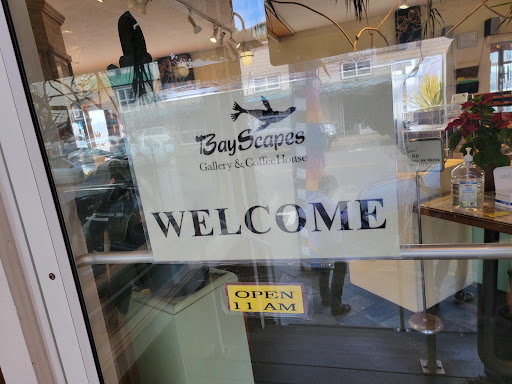 BayScapes
Gallery & CoffeeHouse
WELCOME
OPEN
11 AM